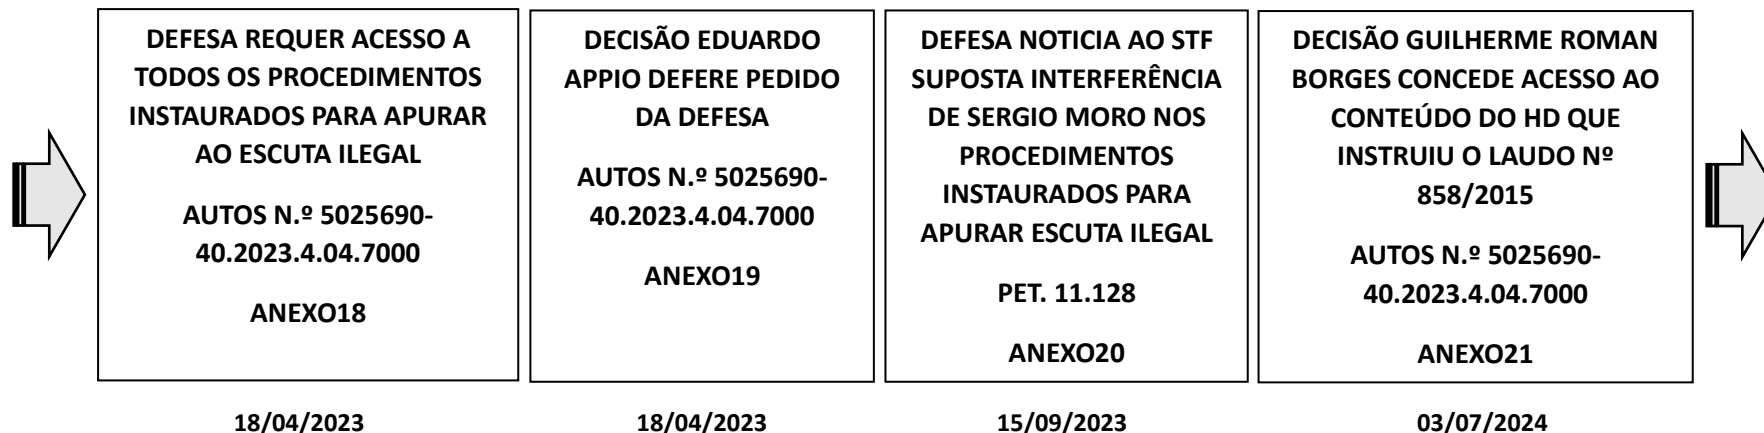 DEFESA REQUER ACESSO A
TODOS OS PROCEDIMENTOS
INSTAURADOS PARA APURAR
AO ESCUTA ILEGAL
AUTOS N.º 5025690-
40.2023.4.04.7000
ANEXO18
18/04/2023
DECISÃO EDUARDO
APPIO DEFERE PEDIDO
DA DEFESA
AUTOS N.º 5025690-
40.2023.4.04.7000
ANEXO19
18/04/2023
DEFESA NOTICIA AO STF
SUPOSTA INTERFERÊNCIA
DE SERGIO MORO NOS
PROCEDIMENTOS
INSTAURADOS PARA
APURAR ESCUTA ILEGAL
PET. 11.128
ANEXO20
15/09/2023
DECISÃO GUILHERME ROMAN
BORGES CONCEDE ACESSO AO
CONTEÚDO DO HD QUE
INSTRUIU O LAUDO Nº
858/2015
AUTOS N.º 5025690-
40.2023.4.04.7000
ANEXO21
03/07/2024